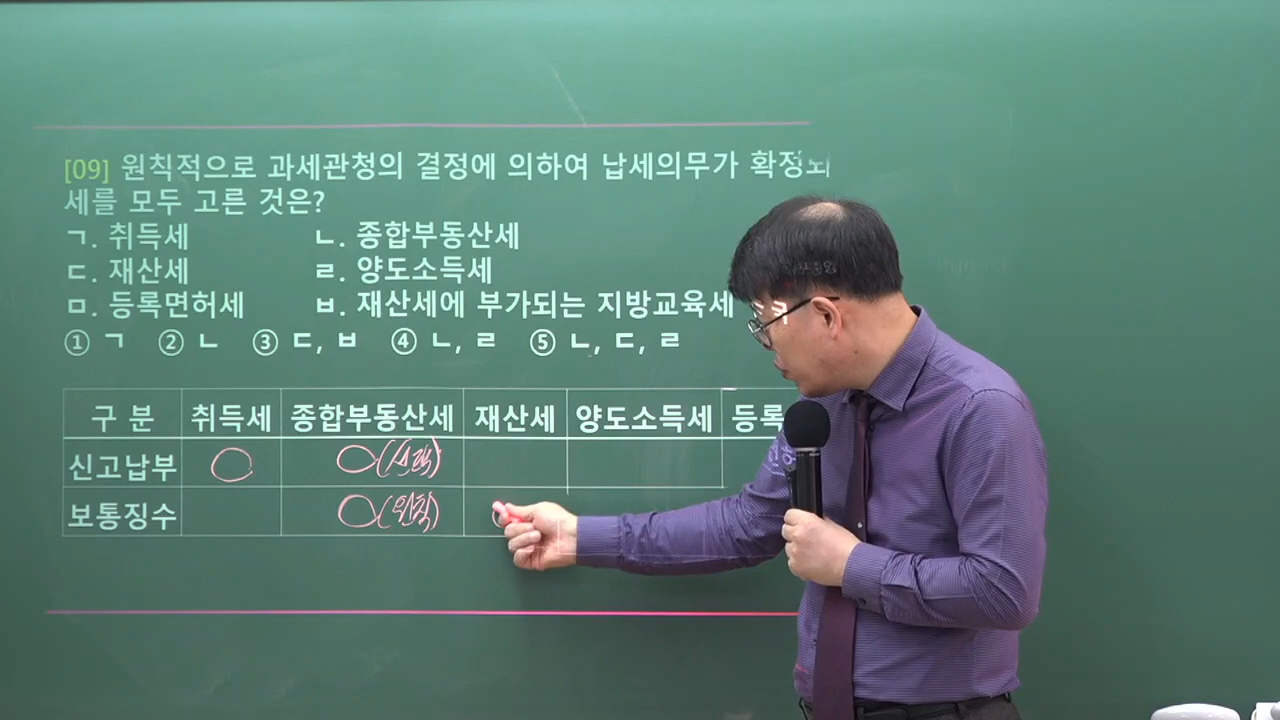 [09] 원칙적으로 과세관청의 결정에 의하여 납세의무가 확정되
세를 모두 고른 것은?
ㄱ. 취득세 ㄴ. 종합부동산세
ㄷ. 재산세 ㄹ. 양도소득세
ㅁ. 등록면허세 ㅂ. 재산세에 부가되는 지방교육세
① ㄱ ② ㄴ ③ ㄷ, ㅂ ④ ㄴ, ㄹ ⑤ ㄴ, ㄷ, ㄹ
구 분 취득세 종합부동산세 재산세 양도소득세 등록
신고납부 ○ ○(선택)
보통징수 ○(원칙)